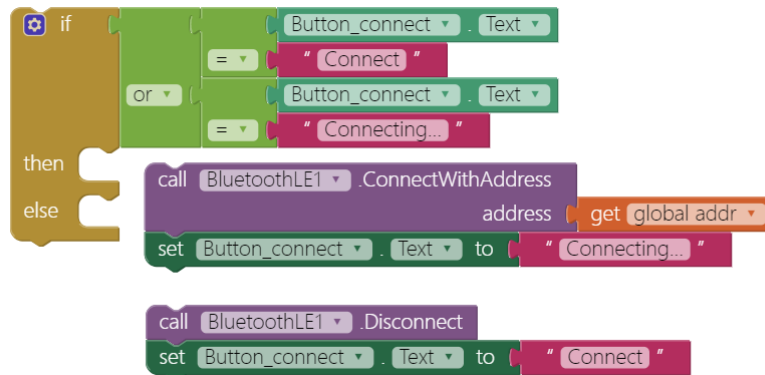 if Button_connect . Text
= " Connect "
or Button_connect . Text
= " Connecting... "
then
call BluetoothLE1 .ConnectWithAddress
else
address get global addr
set Button_connect . Text to " Connecting... "
call BluetoothLE1 .Disconnect
set Button_connect . Text to " Connect "